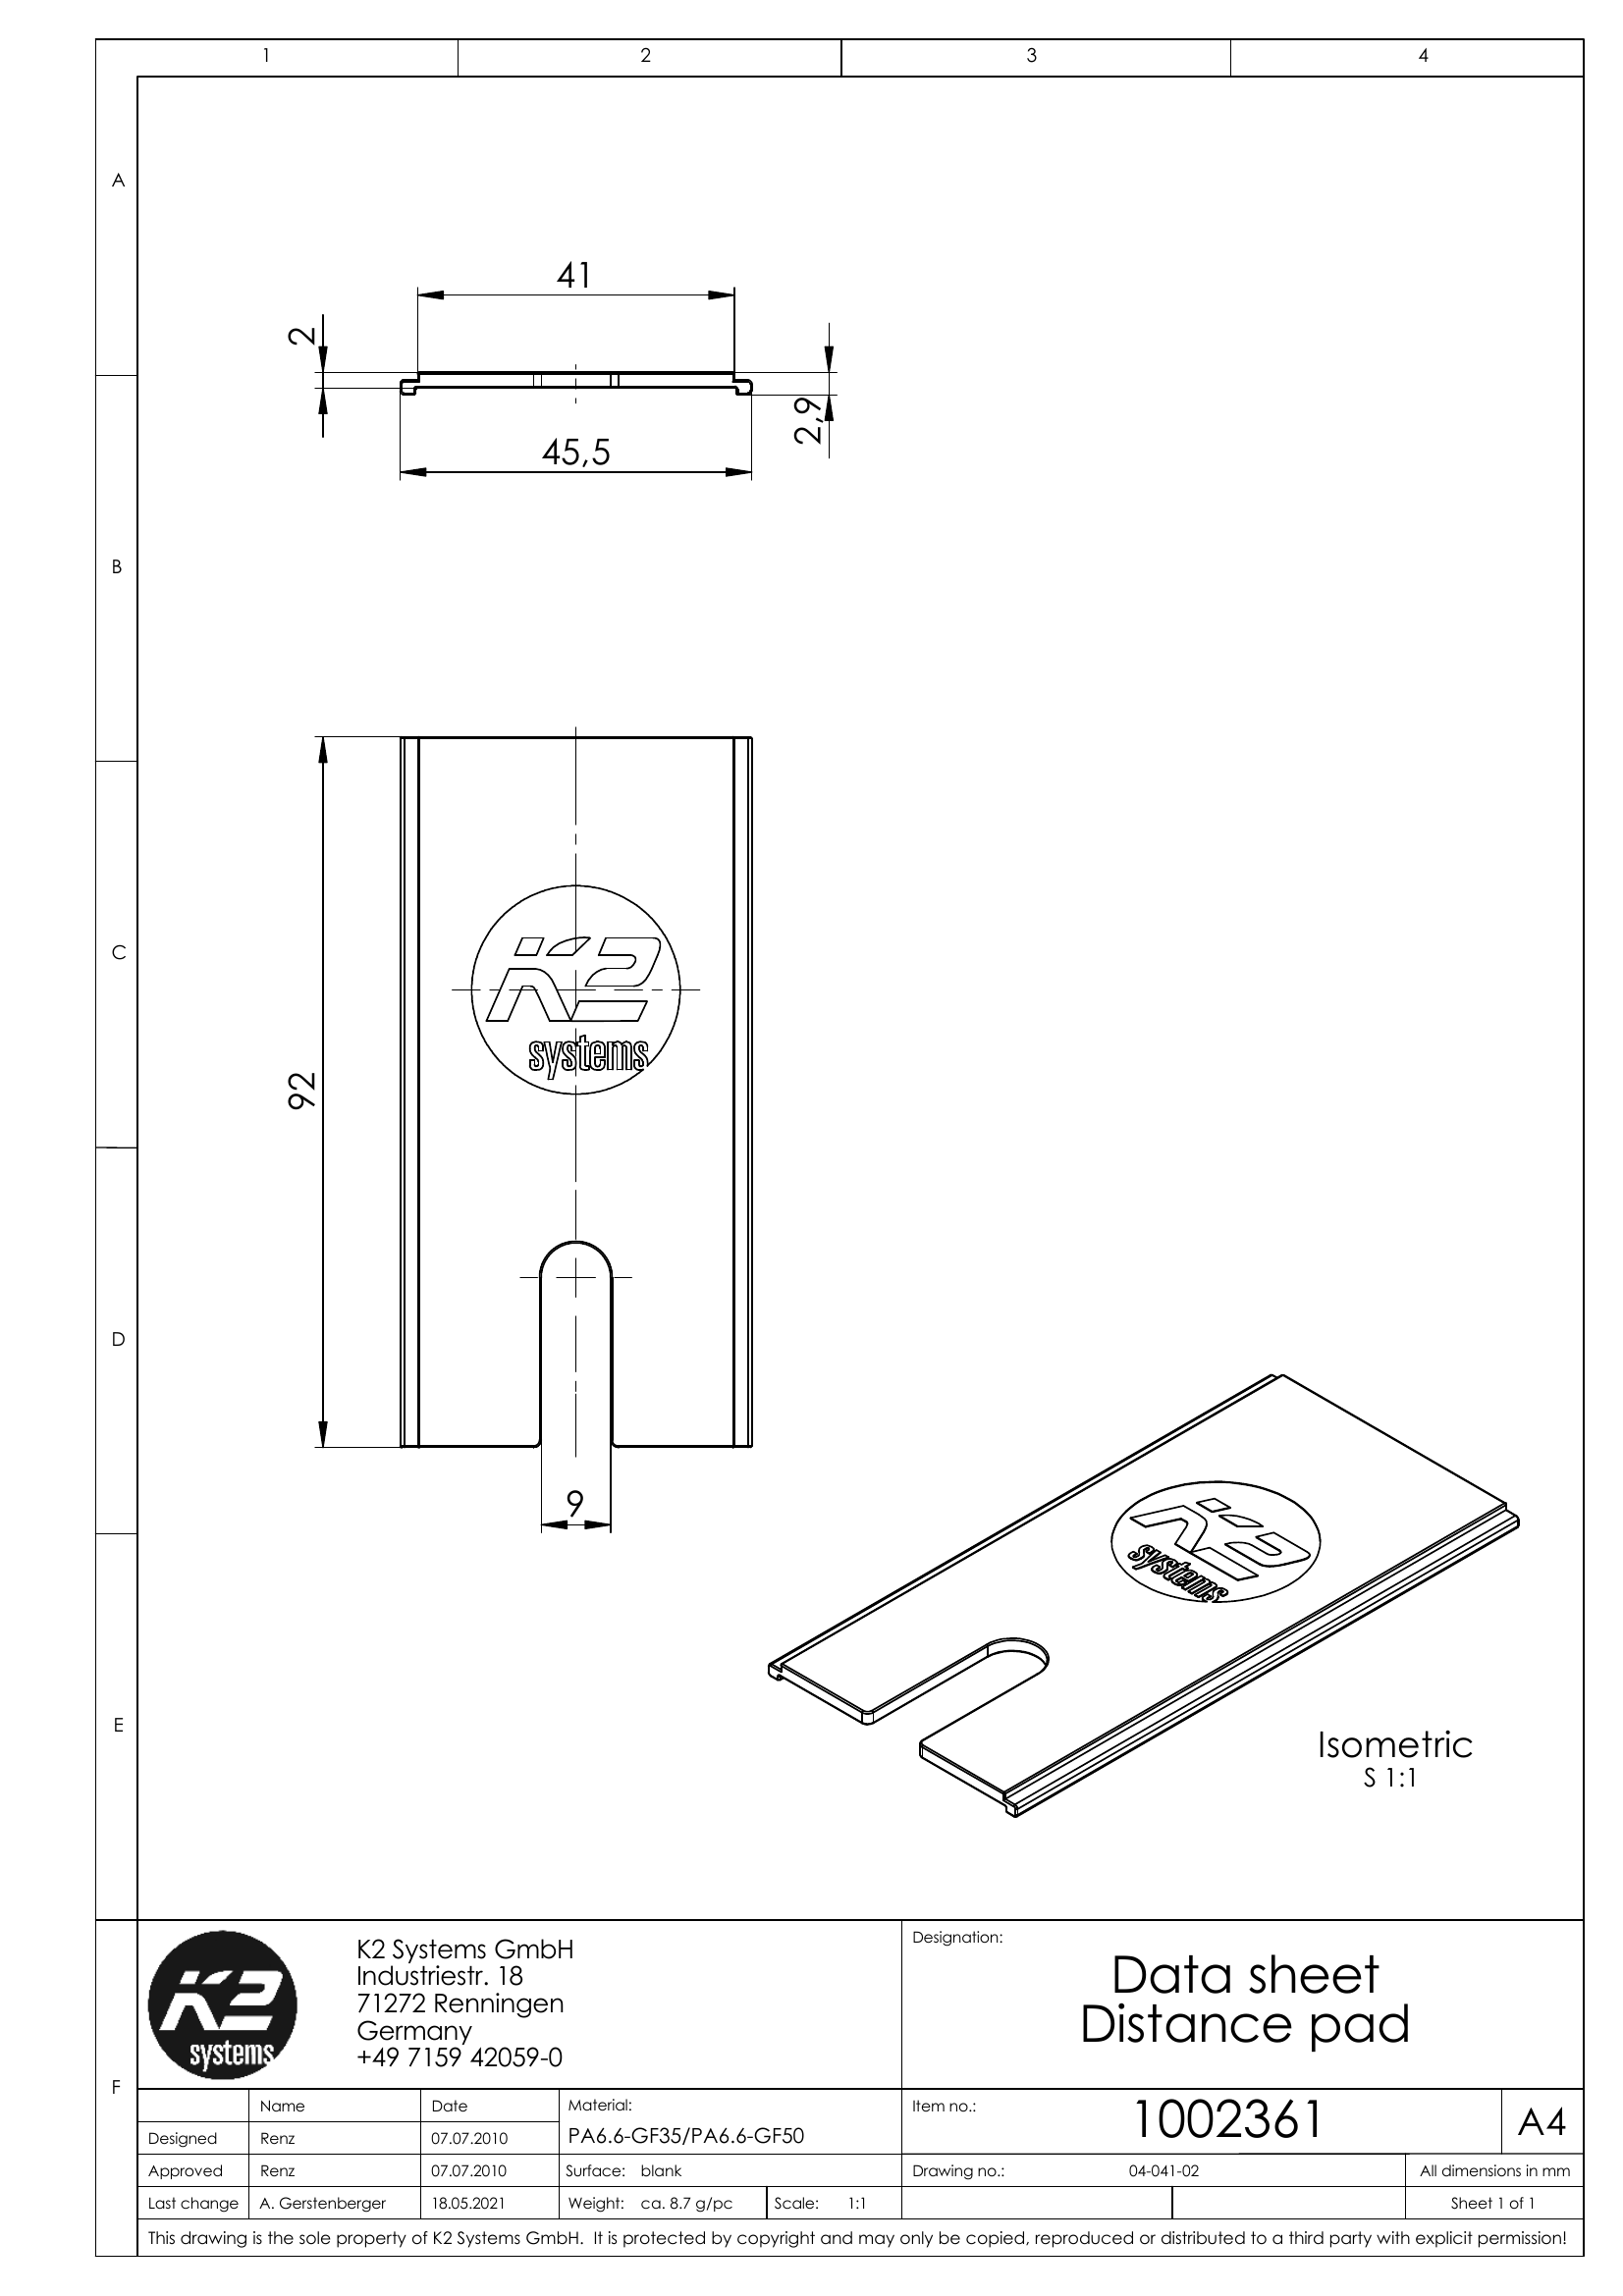 1 2 3 4
A
41
2
2,9
45,5
B
C
K2
systems
92
D
9
K2
systems
E
Isometric
S 1:1
F
K2
systems
K2 Systems GmbH
Industriestr. 18
71272 Renningen
Germany
+49 7159 42059-0
Designation:
Data sheet
Distance pad
Name Date Material: Item no.: 1002361 A4
Designed Renz 07.07.2010 PA6.6-GF35/PA6.6-GF50
Approved Renz 07.07.2010 Surface: blank Drawing no.: 04-041-02 All dimensions in mm
Last change A. Gerstenberger 18.05.2021 Weight: ca. 8.7 g/pc Scale: 1:1 Sheet 1 of 1
This drawing is the sole property of K2 Systems GmbH. It is protected by copyright and may only be copied, reproduced or distributed to a third party with explicit permission!